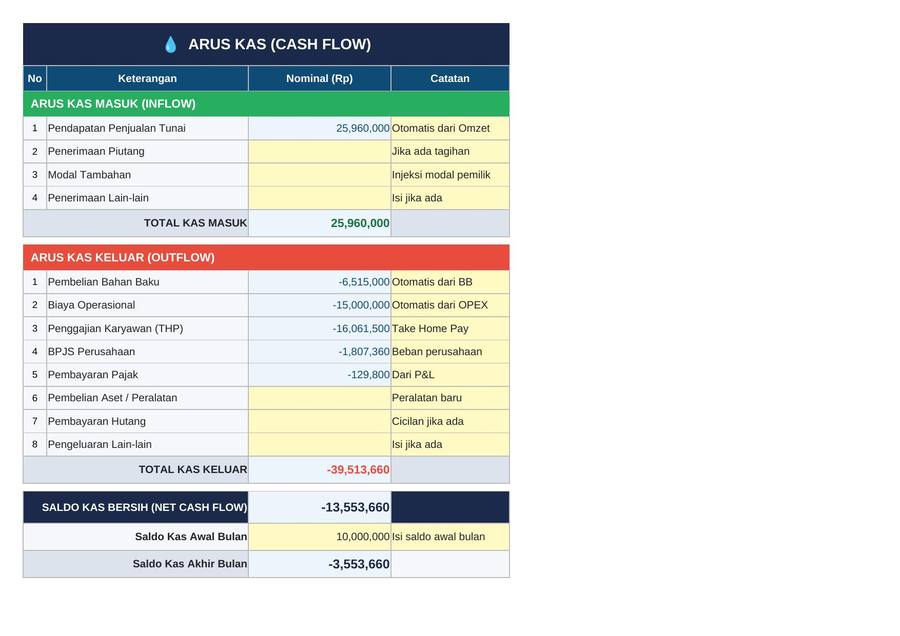 💧 ARUS KAS (CASH FLOW)
No Keterangan Nominal (Rp) Catatan
ARUS KAS MASUK (INFLOW)
1 Pendapatan Penjualan Tunai 25,960,000 Otomatis dari Omzet
2 Penerimaan Piutang Jika ada tagihan
3 Modal Tambahan Injeksi modal pemilik
4 Penerimaan Lain-lain Isi jika ada
TOTAL KAS MASUK 25,960,000
ARUS KAS KELUAR (OUTFLOW)
1 Pembelian Bahan Baku -6,515,000 Otomatis dari BB
2 Biaya Operasional -15,000,000 Otomatis dari OPEX
3 Penggajian Karyawan (THP) -16,061,500 Take Home Pay
4 BPJS Perusahaan -1,807,360 Beban perusahaan
5 Pembayaran Pajak -129,800 Dari P&L
6 Pembelian Aset / Peralatan Peralatan baru
7 Pembayaran Hutang Cicilan jika ada
8 Pengeluaran Lain-lain Isi jika ada
TOTAL KAS KELUAR -39,513,660
SALDO KAS BERSIH (NET CASH FLOW) -13,553,660
Saldo Kas Awal Bulan 10,000,000 Isi saldo awal bulan
Saldo Kas Akhir Bulan -3,553,660